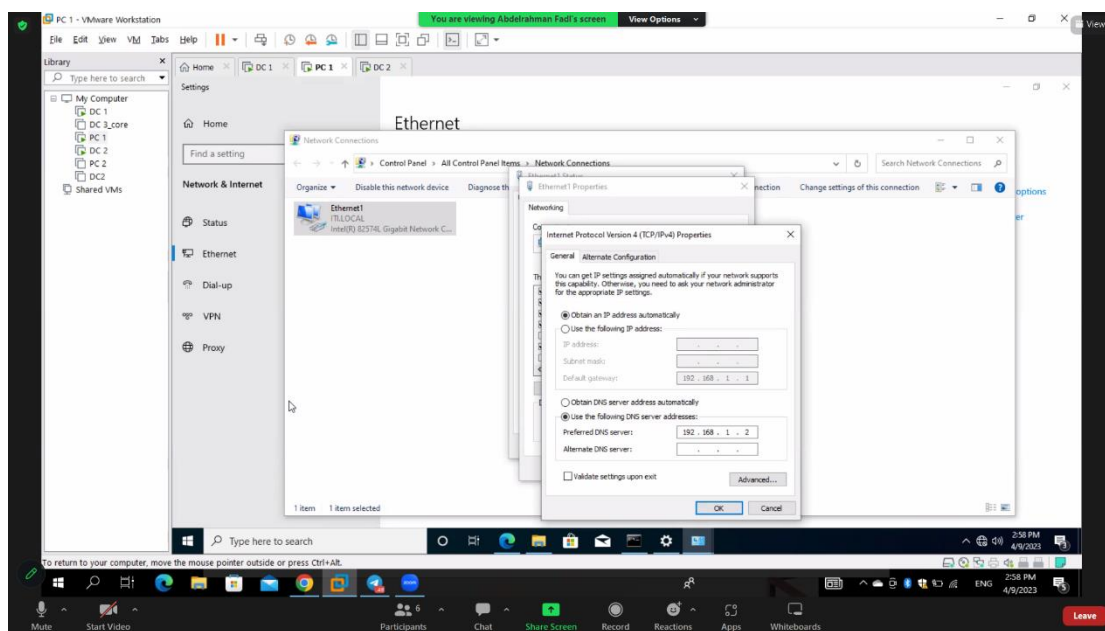 PC 1 - VMware Workstation
You are viewing Abdelrahman Fadl's screen
View Options
View
File Edit View VM Tabs Help
Library
Type here to search
My Computer
DC 1
DC 3_core
PC 1
DC 2
PC 2
DC2
Shared VMs
Home
DC 1
PC 1
DC 2
Settings
Home
Find a setting
Network & Internet
Status
Ethernet
Dial-up
VPN
Proxy
Ethernet
options
Network Connections
Control Panel > All Control Panel Items > Network Connections
Search Network Connections
Organize
Disable this network device
Diagnose th
nection
Change settings of this connection
Ethernet1
ITI.LOCAL
Intel(R) 82574L Gigabit Network C...
1 item
1 item selected
Ethernet1 Status
Ethernet1 Properties
Networking
Internet Protocol Version 4 (TCP/IPv4) Properties
General
Alternate Configuration
You can get IP settings assigned automatically if your network supports
this capability. Otherwise, you need to ask your network administrator
for the appropriate IP settings.
Obtain an IP address automatically
Use the following IP address:
IP address:
Subnet mask:
Default gateway:
192 . 168 . 1 . 1
Obtain DNS server address automatically
Use the following DNS server addresses:
Preferred DNS server:
192 . 168 . 1 . 2
Alternate DNS server:
Validate settings upon exit
Advanced...
OK
Cancel
Type here to search
2:58 PM
4/9/2023
To return to your computer, move the mouse pointer outside or press Ctrl+Alt.
ENG
2:58 PM
4/9/2023
Mute
Start Video
6
Participants
Chat
Share Screen
Record
Reactions
Apps
Whiteboards
Leave